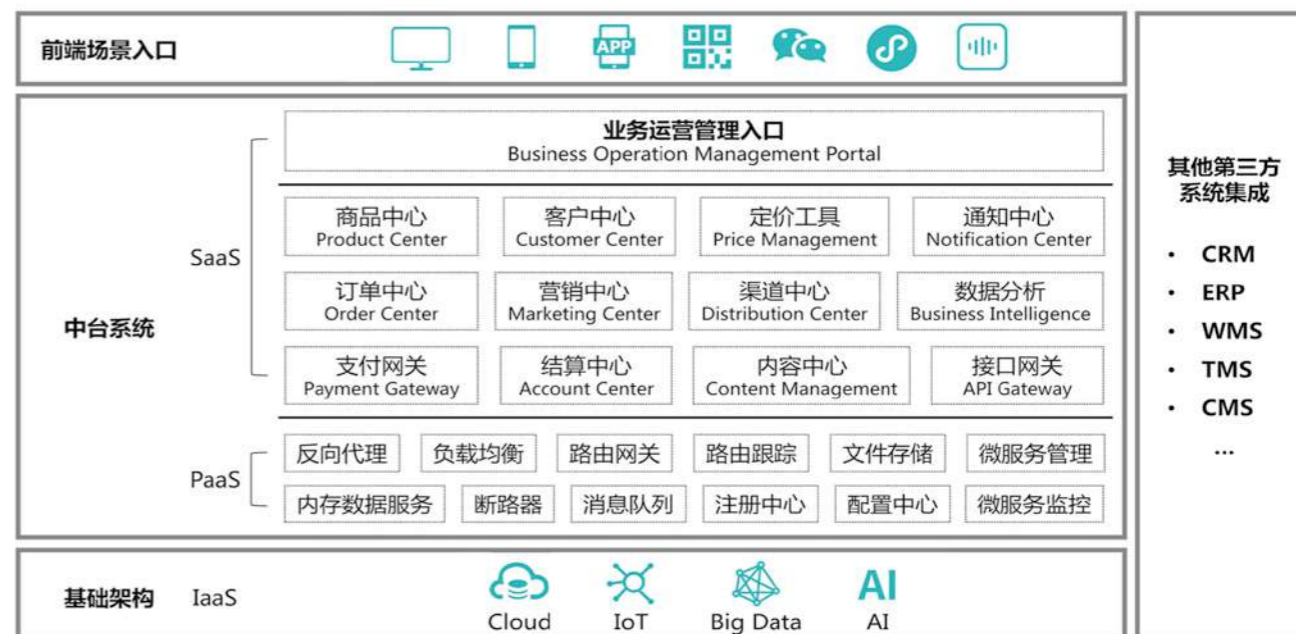 前端场景入口
APP
中台系统
SaaS
业务运营管理入口
Business Operation Management Portal
商品中心
Product Center
客户中心
Customer Center
定价工具
Price Management
通知中心
Notification Center
订单中心
Order Center
营销中心
Marketing Center
渠道中心
Distribution Center
数据分析
Business Intelligence
支付网关
Payment Gateway
结算中心
Account Center
内容中心
Content Management
接口网关
API Gateway
PaaS
反向代理
负载均衡
路由网关
路由跟踪
文件存储
微服务管理
内存数据服务
断路器
消息队列
注册中心
配置中心
微服务监控
基础架构
IaaS
Cloud
IoT
Big Data
AI
AI
其他第三方
系统集成
• CRM
• ERP
• WMS
• TMS
• CMS
...